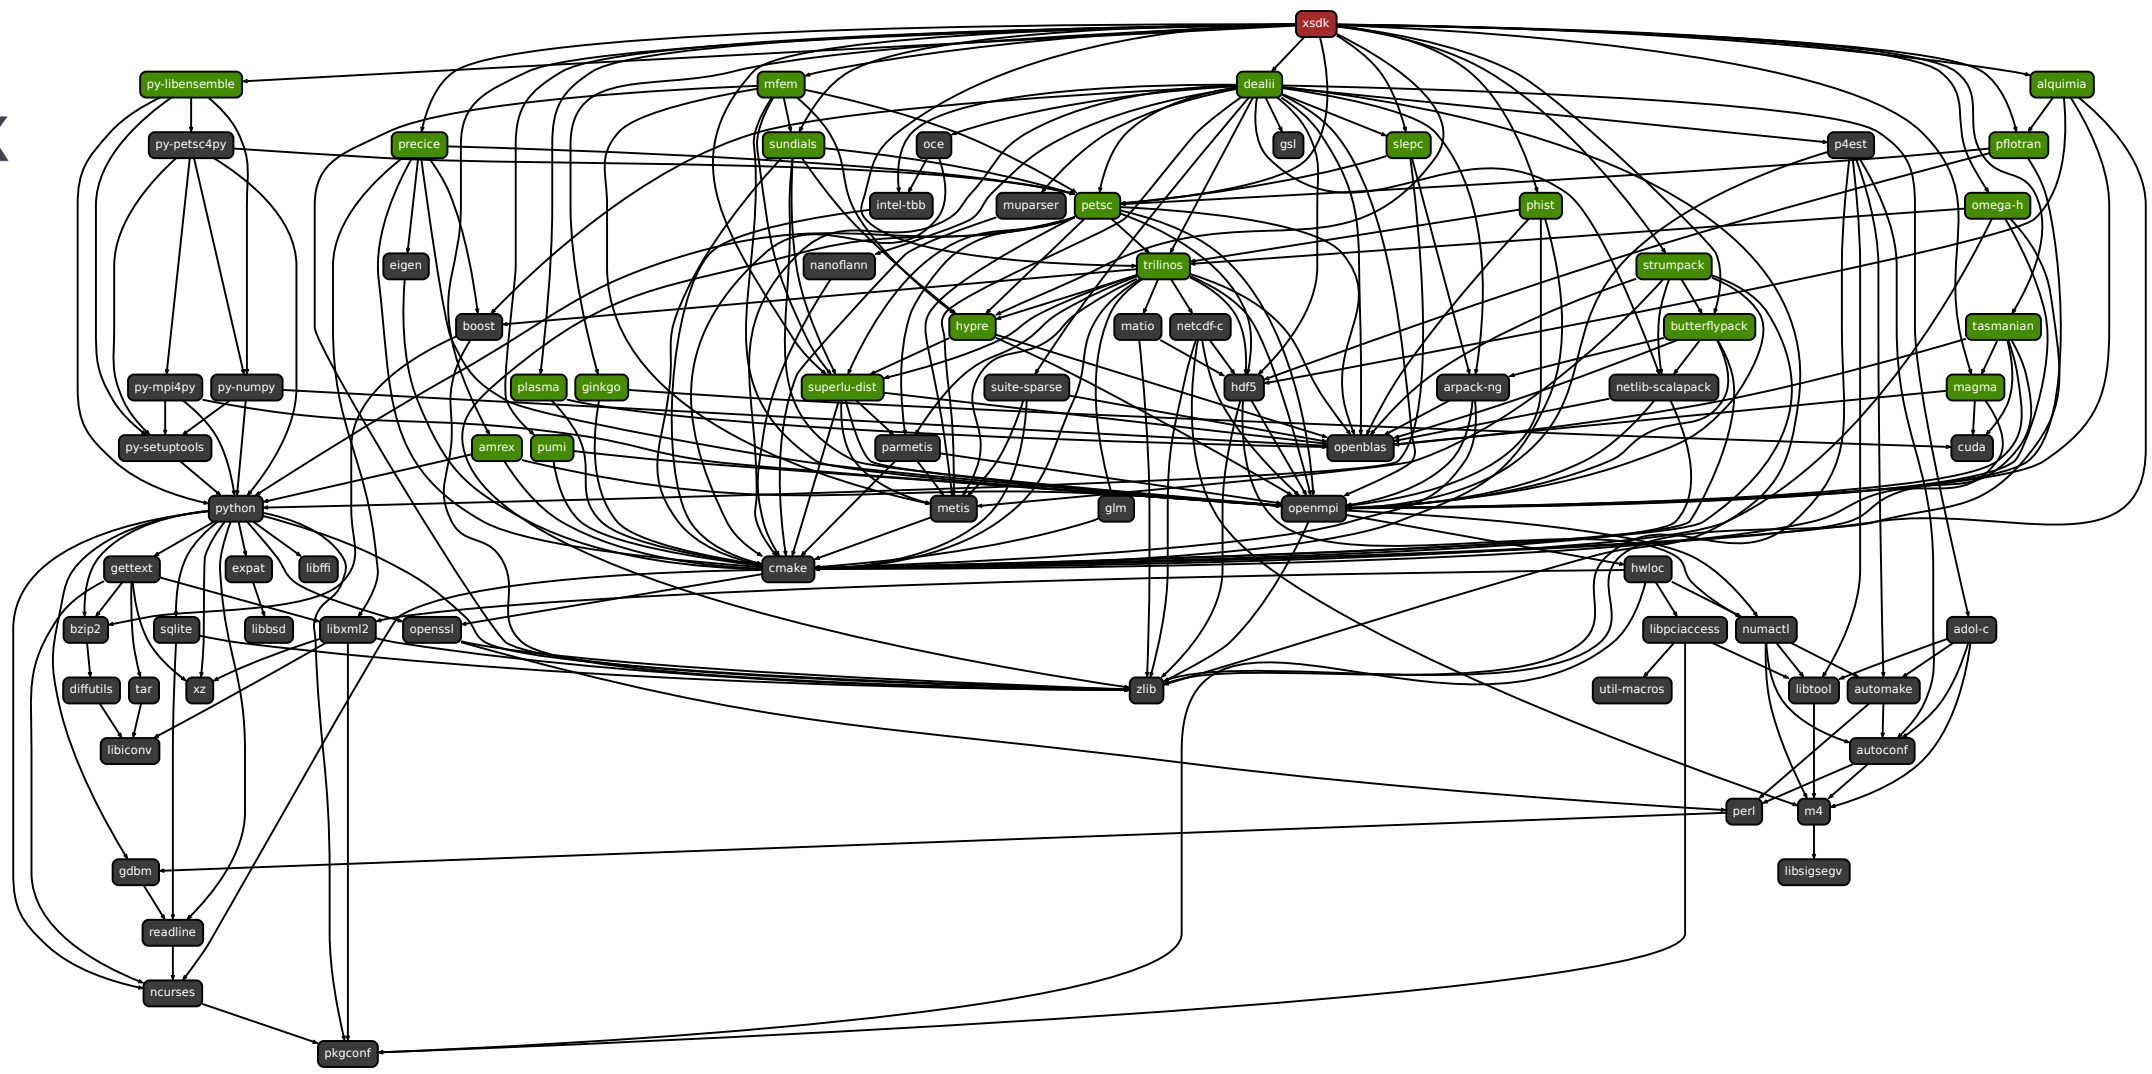 xsdk
py-libensemble
mfem
dealii
alquimia
py-petsc4py
precice
sundials
oce
gsl
slepc
p4est
pflotran
intel-tbb
muparser
petsc
phist
omega-h
eigen
nanoflann
trilinos
strumpack
boost
hypre
matio
netcdf-c
butterflypack
tasmanian
py-mpi4py
py-numpy
plasma
ginkgo
superlu-dist
suite-sparse
hdf5
arpack-ng
netlib-scalapack
magma
py-setuptools
amrex
pumi
parmetis
openblas
cuda
python
metis
glm
openmpi
gettext
expat
libffi
cmake
hwloc
bzip2
sqlite
libbsd
libxml2
openssl
libpciaccess
numactl
adol-c
diffutils
tar
xz
zlib
util-macros
libtool
automake
libiconv
autoconf
perl
m4
gdbm
libsigsegv
readline
ncurses
pkgconf